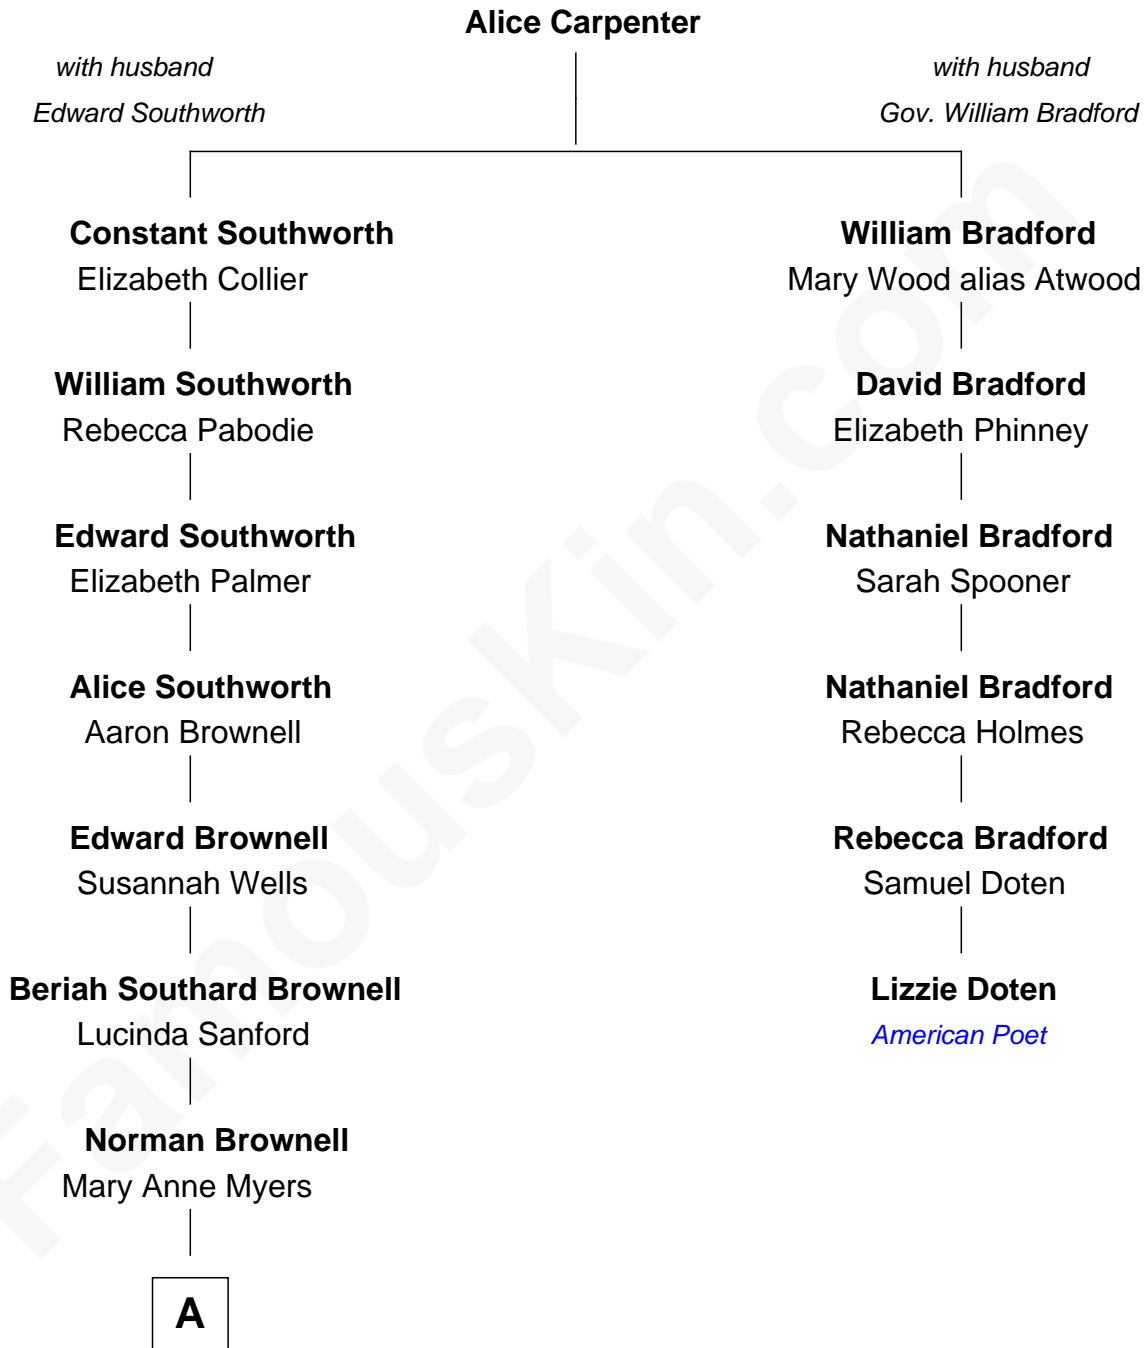 Alice Carpenter
with husband
Edward Southworth
with husband
Gov. William Bradford
Constant Southworth
Elizabeth Collier
William Southworth
Rebecca Pabodie
Edward Southworth
Elizabeth Palmer
Alice Southworth
Aaron Brownell
Edward Brownell
Susannah Wells
Beriah Southard Brownell
Lucinda Sanford
Norman Brownell
Mary Anne Myers
A
William Bradford
Mary Wood alias Atwood
David Bradford
Elizabeth Phinney
Nathaniel Bradford
Sarah Spooner
Nathaniel Bradford
Rebecca Holmes
Rebecca Bradford
Samuel Doten
Lizzie Doten
American Poet
FamousKin.com